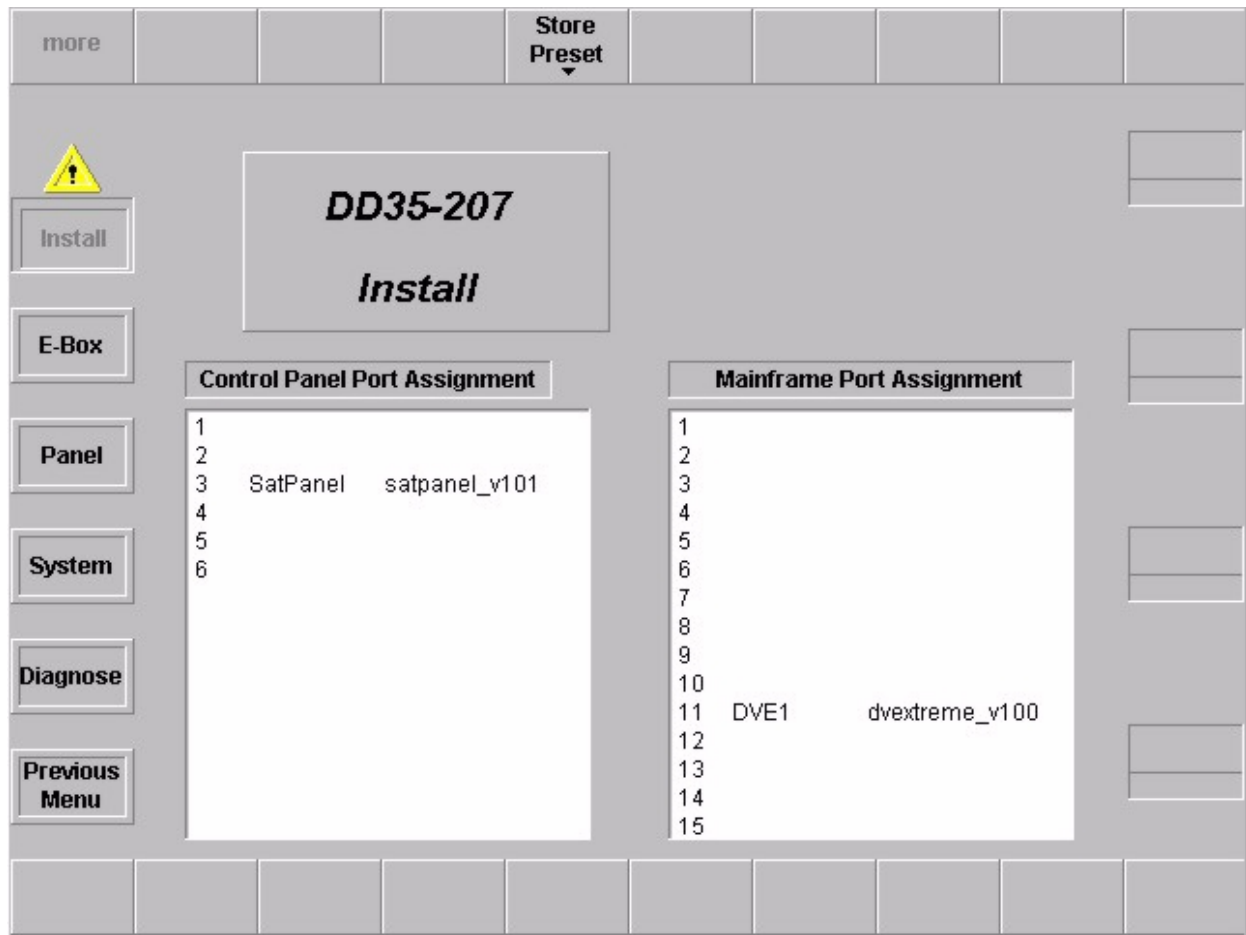 more
Store
Preset
Install
DD35-207
Install
E-Box
Panel
System
Diagnose
Previous
Menu
Control Panel Port Assignment
1
2
3 SatPanel satpanel_v101
4
5
6
Mainframe Port Assignment
1
2
3
4
5
6
7
8
9
10
11 DVE1 dvextreme_v100
12
13
14
15